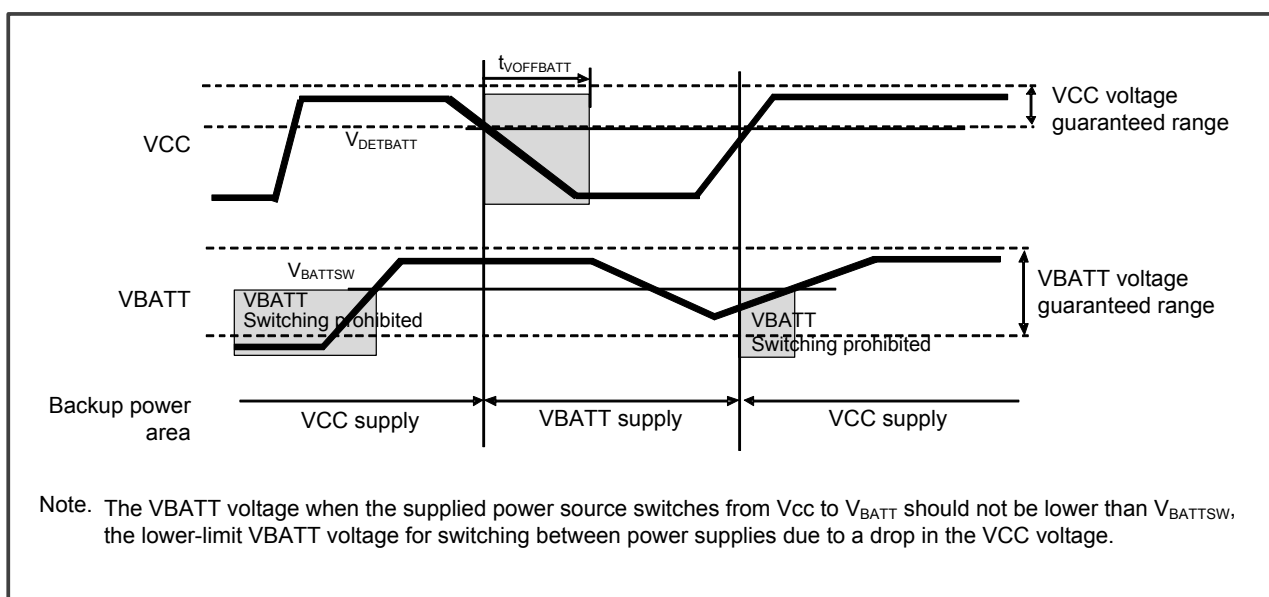 tVOFFBATT
VCC voltage
guaranteed range
VDETBATT
VCC
VBATTSW
VBATT
VBATT
Switching prohibited
VBATT
Switching prohibited
VBATT voltage
guaranteed range
Backup power
area
VCC supply
VBATT supply
VCC supply
Note. The VBATT voltage when the supplied power source switches from Vcc to VBATT should not be lower than VBATTSW,
the lower-limit VBATT voltage for switching between power supplies due to a drop in the VCC voltage.